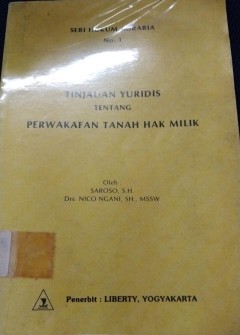 SERI HUKUM AGRARIA
No. 1
TINJAUAN YURIDIS
TENTANG
PERWAKAFAN TANAH HAK MILIK
Oleh :
SAROSO, S.H.
Drs. NICO NGANI, SH., MSSW
Penerbit : LIBERTY, YOGYAKARTA